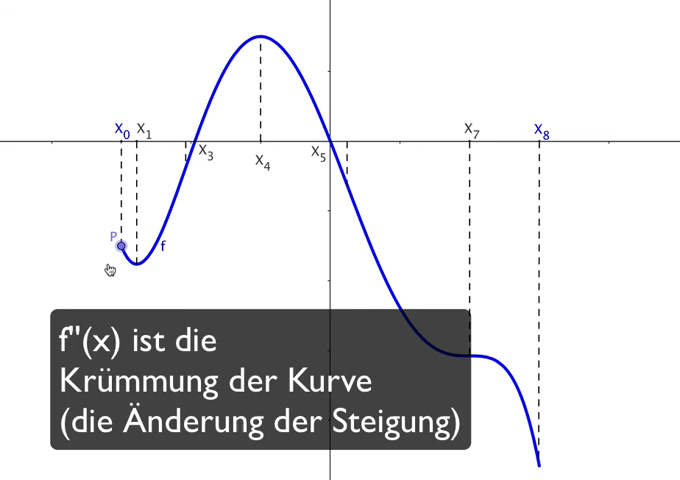 X₀ X₁ X₇ X₈
X₃ X₄ X₅
P f
f''(x) ist die
Krümmung der Kurve
(die Änderung der Steigung)